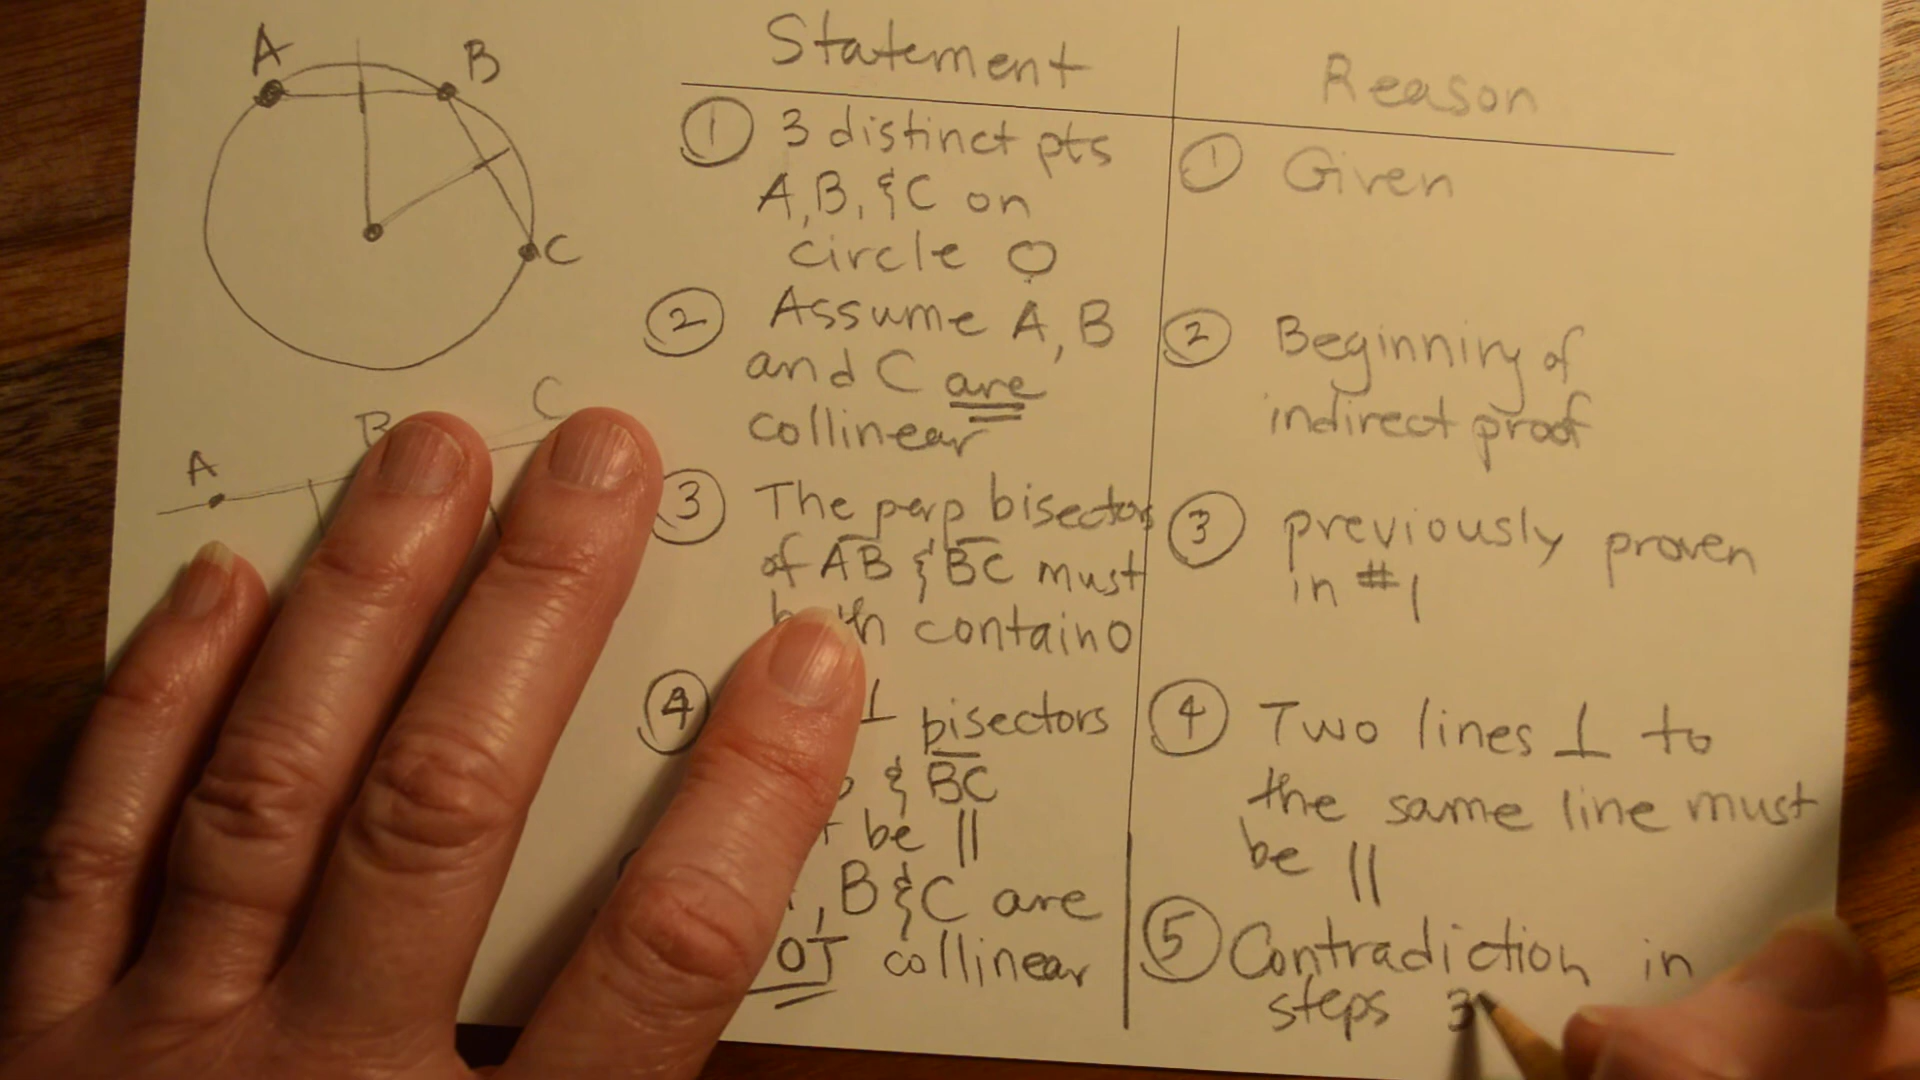 A
B
C
A
B
C
Statement
① 3 distinct pts
A, B, & C on
circle O
② Assume A, B
and C are
collinear
③ The perp bisectors
of AB & BC must
both contain O
④ ⊥ bisectors
& BC
be ||
, B & C are
NOT collinear
Reason
① Given
② Beginning of
indirect proof
③ previously proven
in #1
④ Two lines ⊥ to
the same line must
be ||
⑤ Contradiction in
steps 3